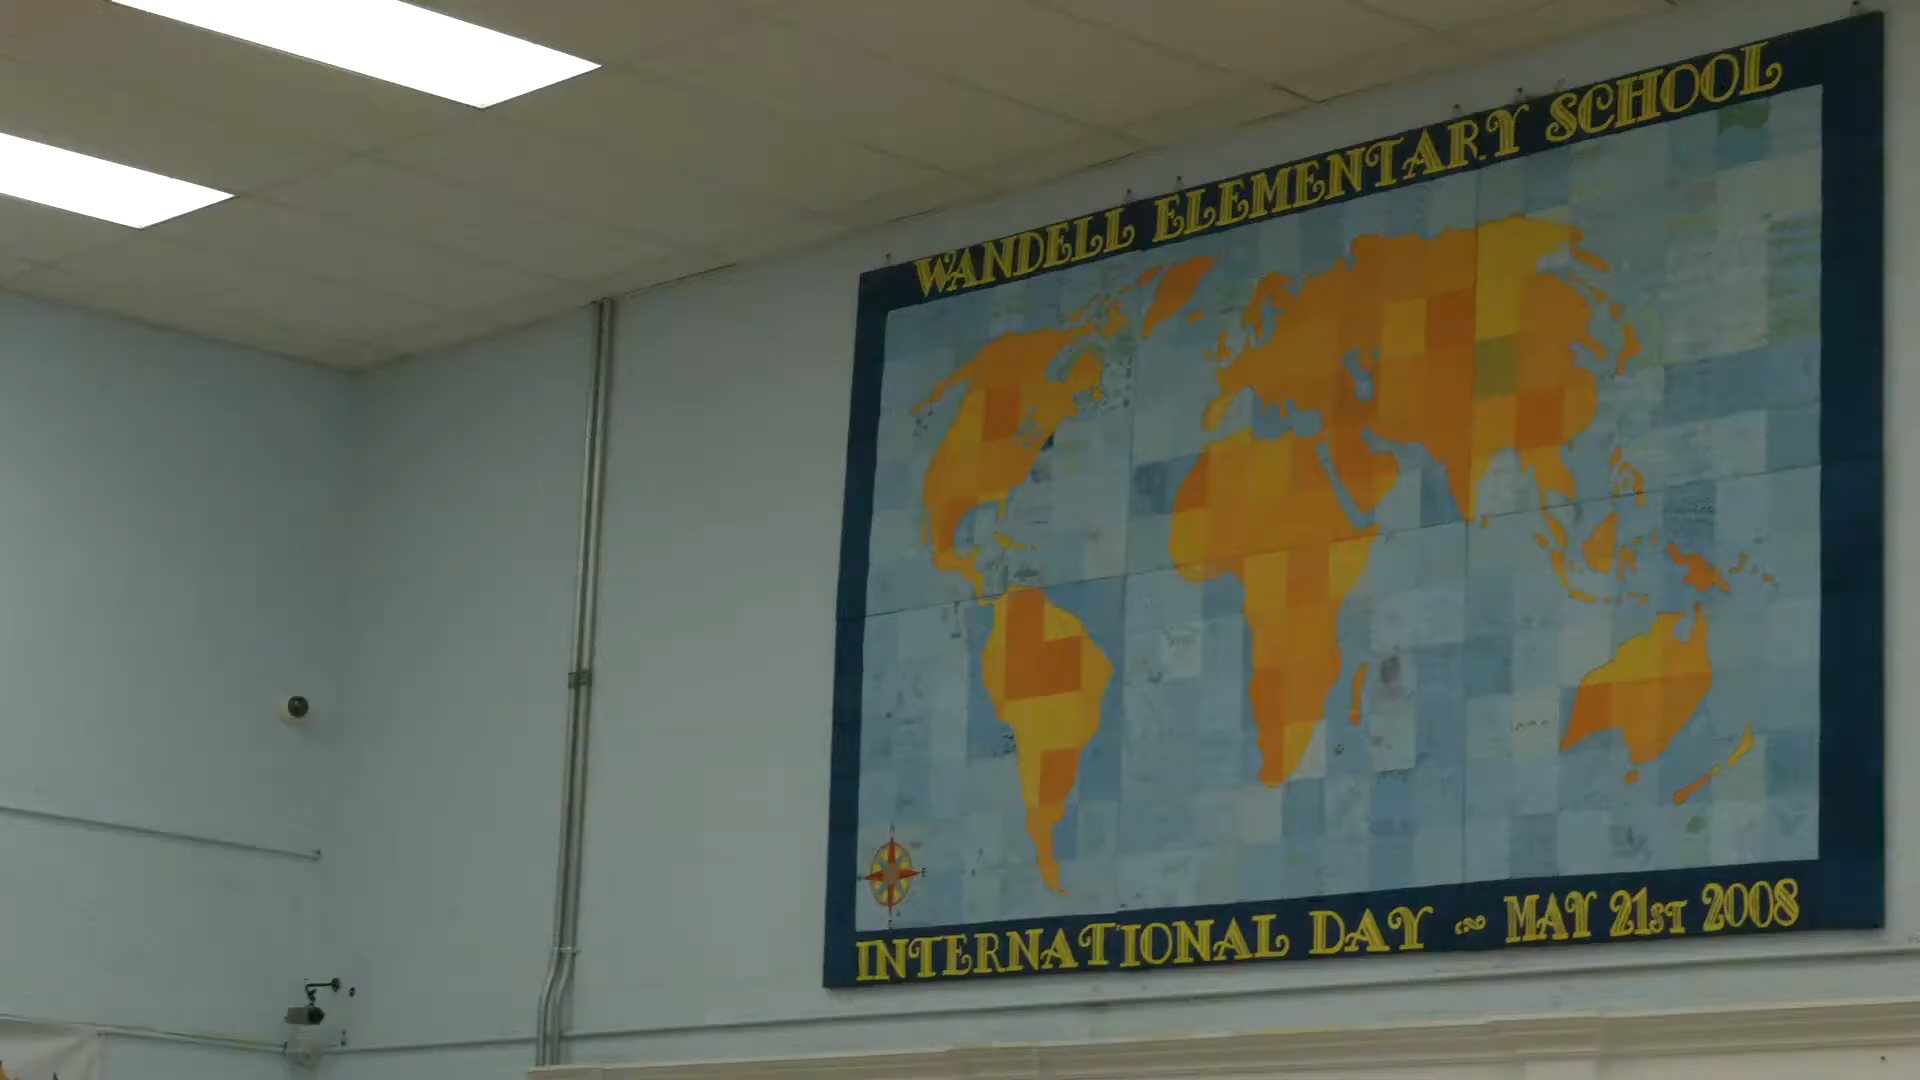 WANDELL ELEMENTARY SCHOOL
INTERNATIONAL DAY ~ MAY 21ST 2008